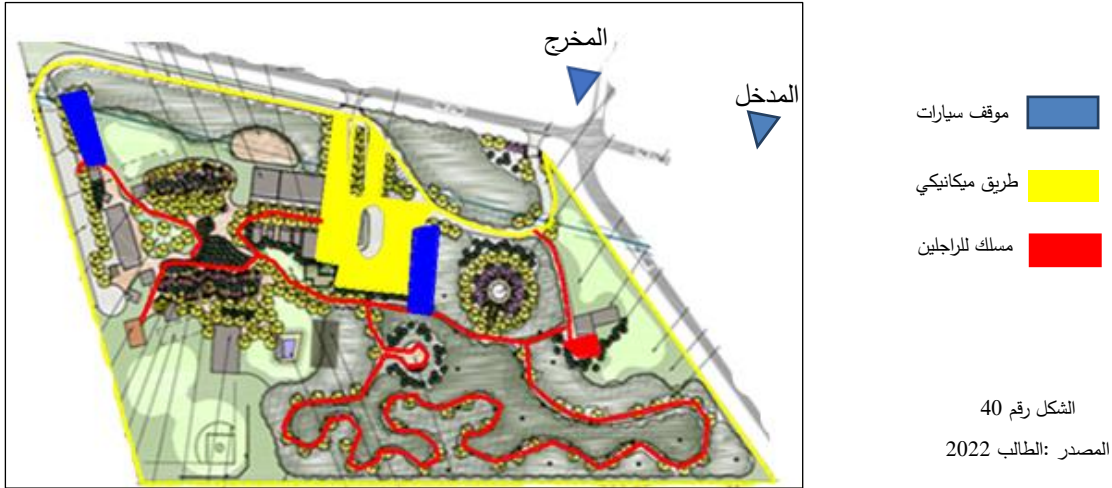 المخرج
المدخل
موقف سيارات
طريق ميكانيكي
مسلك للراجلين
الشكل رقم 40
المصدر :الطالب 2022